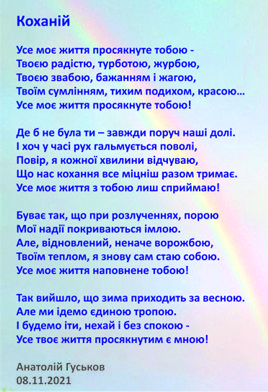 Коханій
Усе моє життя просякнуте тобою -
Твоєю радістю, турботою, журбою,
Твоєю звабою, бажанням і жагою,
Твоїм сумлінням, тихим подихом, красою...
Усе моє життя просякнуте тобою!
Де б не була ти – завжди поруч наші долі.
І хоч у часі рух гальмується поволі,
Повір, я кожної хвилини відчуваю,
Що нас кохання все міцніш разом тримає.
Усе моє життя з тобою лиш сприймаю!
Буває так, що при розлученнях, порою
Мої надії покриваються імлою.
Але, відновлений, неначе ворожбою,
Твоїм теплом, я знову сам стаю собою.
Усе моє життя наповнене тобою!
Так вийшло, що зима приходить за весною.
Але ми ідемо єдиною тропою.
І будемо іти, нехай і без спокою -
Усе твоє життя просякнутим є мною!
Анатолій Гуськов
08.11.2021